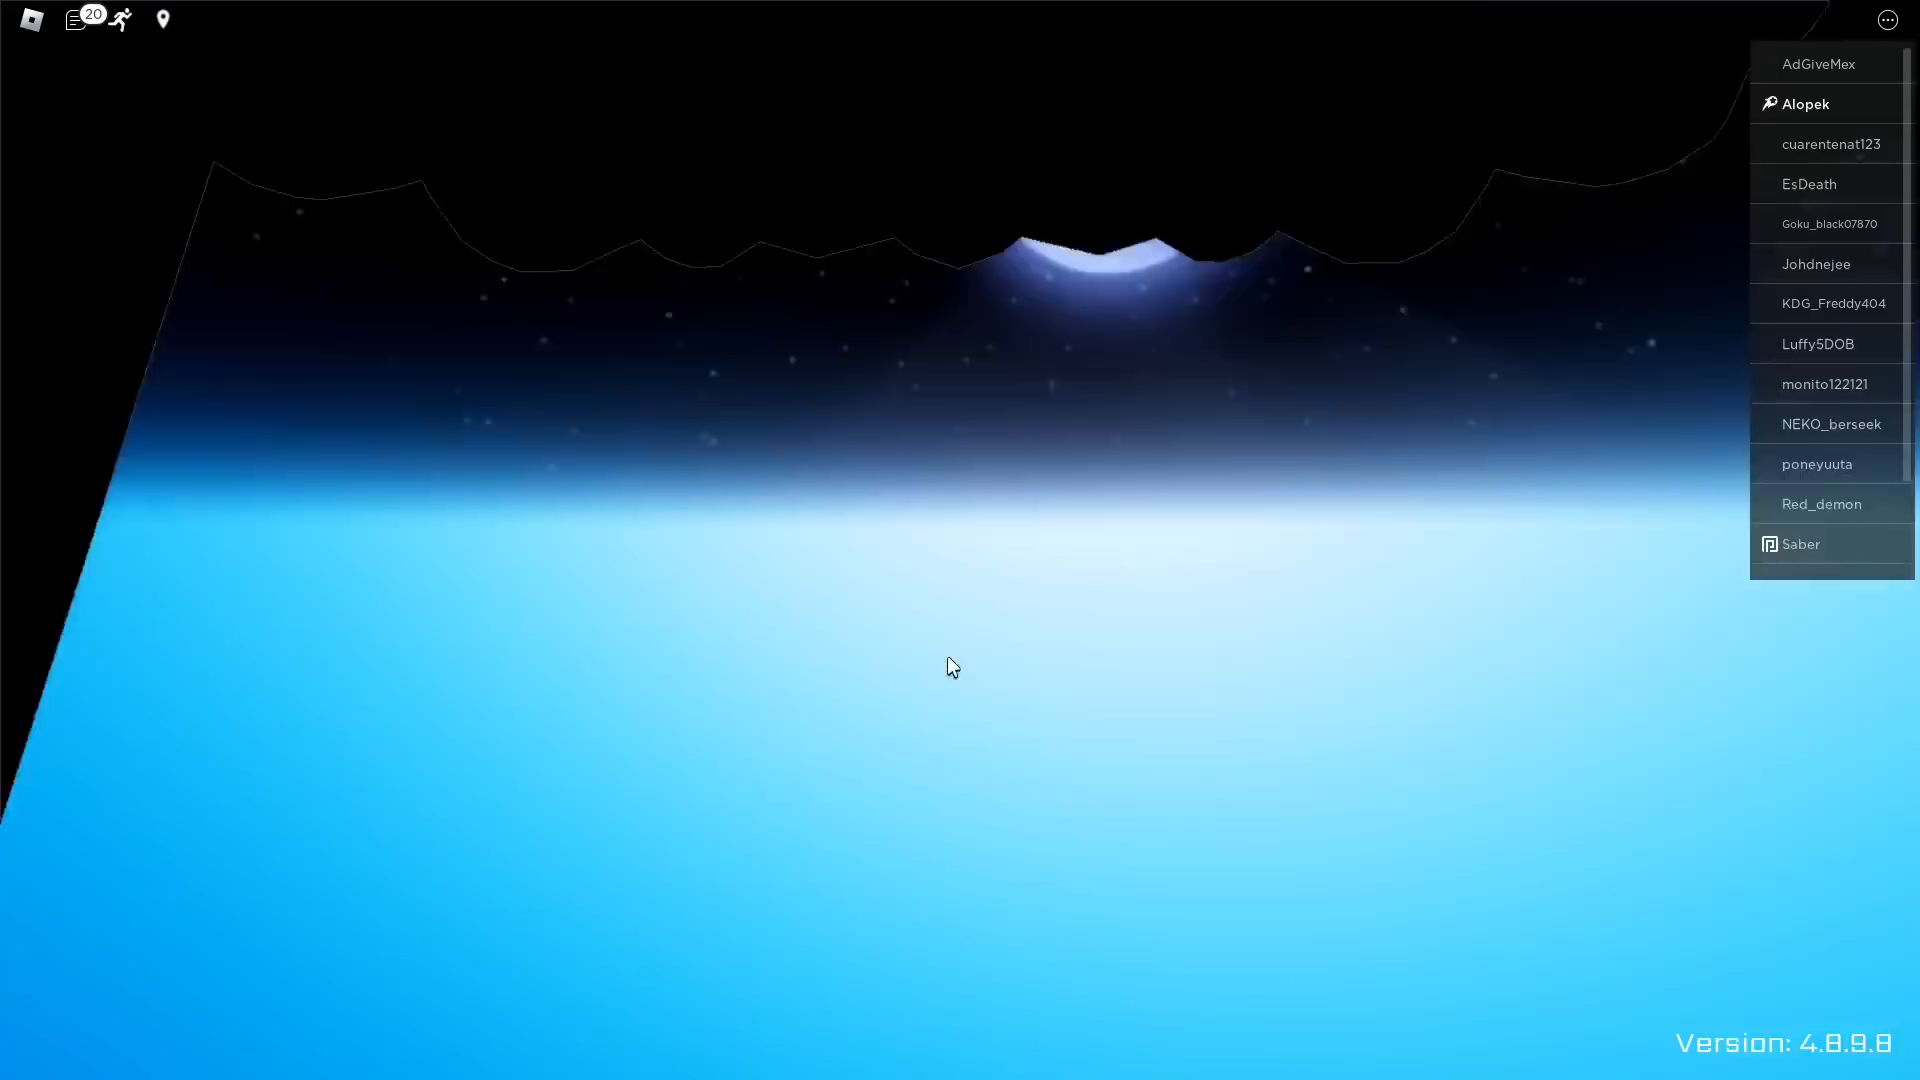 20
AdGiveMex
Alopek
cuarentenat123
EsDeath
Goku_black07870
Johdnejee
KDG_Freddy404
Luffy5DOB
monito122121
NEKO_berseek
poneyuuta
Red_demon
Saber
Version: 4.8.9.8